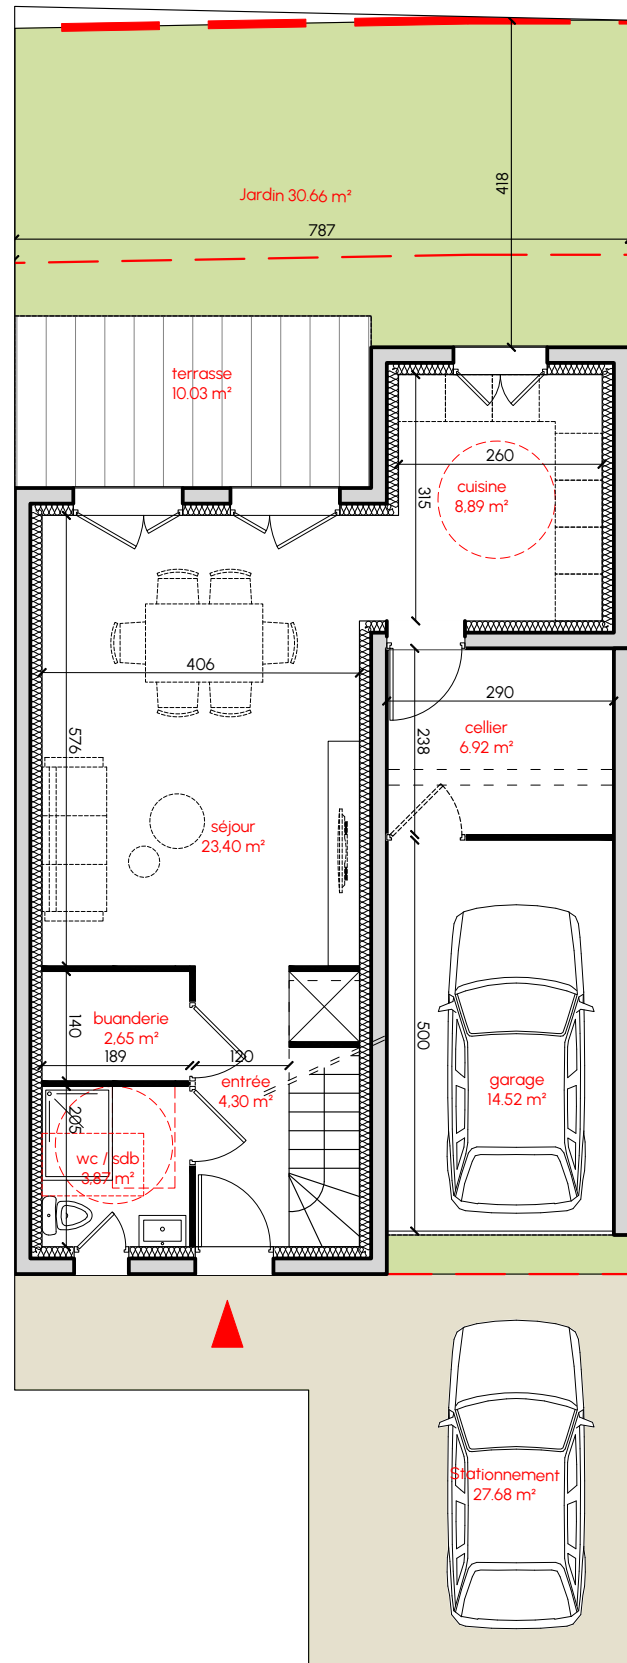 Jardin 30.66 m²
418
787
terrasse
10.03 m²
260
cuisine
8,89 m²
315
406
290
cellier
6.92 m²
238
576
séjour
23,40 m²
buanderie
2,65 m²
140
189
120
500
entrée
4,30 m²
garage
14.52 m²
205
wc / sdb
3,87 m²
Stationnement
27.68 m²